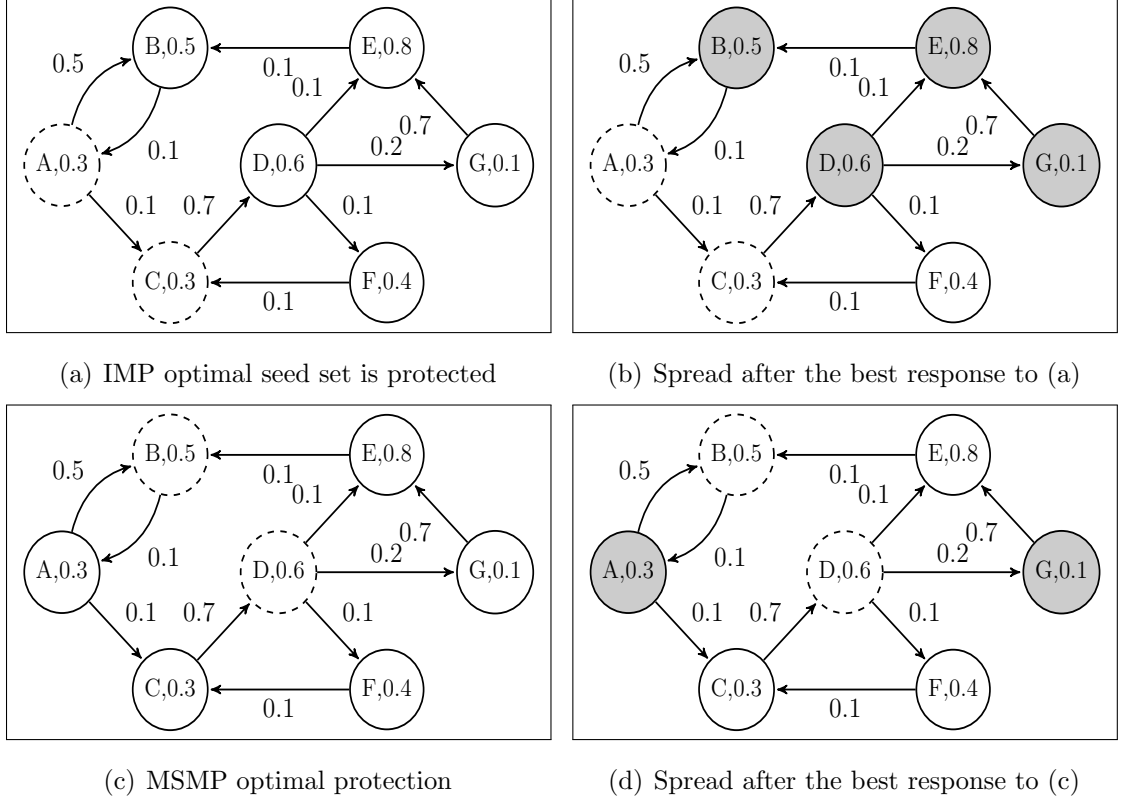 B,0.5
E,0.8
0.5
0.1
0.1
0.7
0.1
A,0.3
D,0.6
0.2
G,0.1
0.1
0.7
0.1
C,0.3
F,0.4
0.1
(a) IMP optimal seed set is protected
B,0.5
E,0.8
0.5
0.1
0.1
0.7
0.1
A,0.3
D,0.6
0.2
G,0.1
0.1
0.7
0.1
C,0.3
F,0.4
0.1
(b) Spread after the best response to (a)
B,0.5
E,0.8
0.5
0.1
0.1
0.7
0.1
A,0.3
D,0.6
0.2
G,0.1
0.1
0.7
0.1
C,0.3
F,0.4
0.1
(c) MSMP optimal protection
B,0.5
E,0.8
0.5
0.1
0.1
0.7
0.1
A,0.3
D,0.6
0.2
G,0.1
0.1
0.7
0.1
C,0.3
F,0.4
0.1
(d) Spread after the best response to (c)